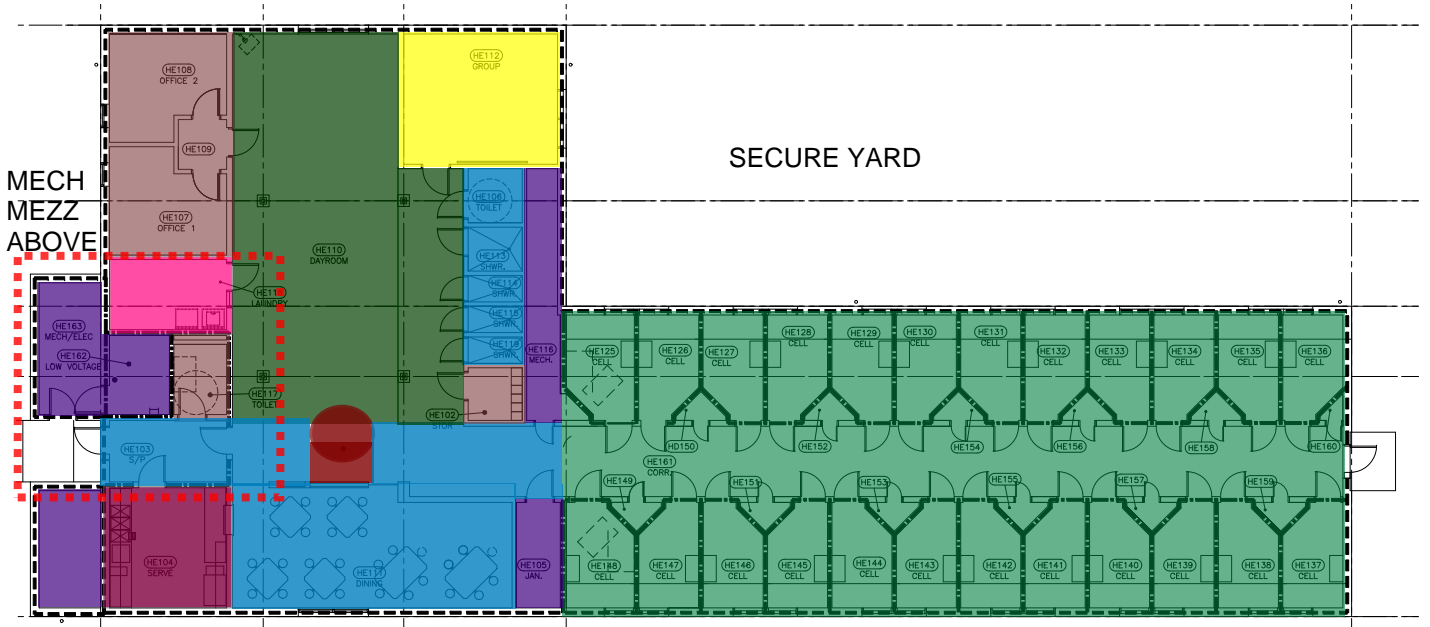 HE108
OFFICE 2
HE112
GROUP
HE109
SECURE YARD
MECH
MEZZ
ABOVE
HE106
TOILET
HE107
OFFICE 1
HE110
DAYROOM
HE113
SHWR.
HE114
SHWR.
LAUNDRY
SHWR.
HE163
MECH/ELEC
HE162
LOW VOLTAGE
HE119
SHWR.
HE116
MECH.
HE125
CELL
HE126
CELL
HE127
CELL
HE128
CELL
HE129
CELL
HE130
CELL
HE131
CELL
HE132
CELL
HE133
CELL
HE134
CELL
HE135
CELL
HE136
CELL
HE117
TOILET
HE102
STOR
HE103
S/P
HD150
HE152
HE154
HE156
HE158
HE160
HE161
CORR.
HE149
HE151
HE153
HE155
HE157
HE159
HE104
SERVE
DINING
HE105
JAN.
HE148
CELL
HE147
CELL
HE146
CELL
HE145
CELL
HE144
CELL
HE143
CELL
HE142
CELL
HE141
CELL
HE140
CELL
HE139
CELL
HE138
CELL
HE137
CELL